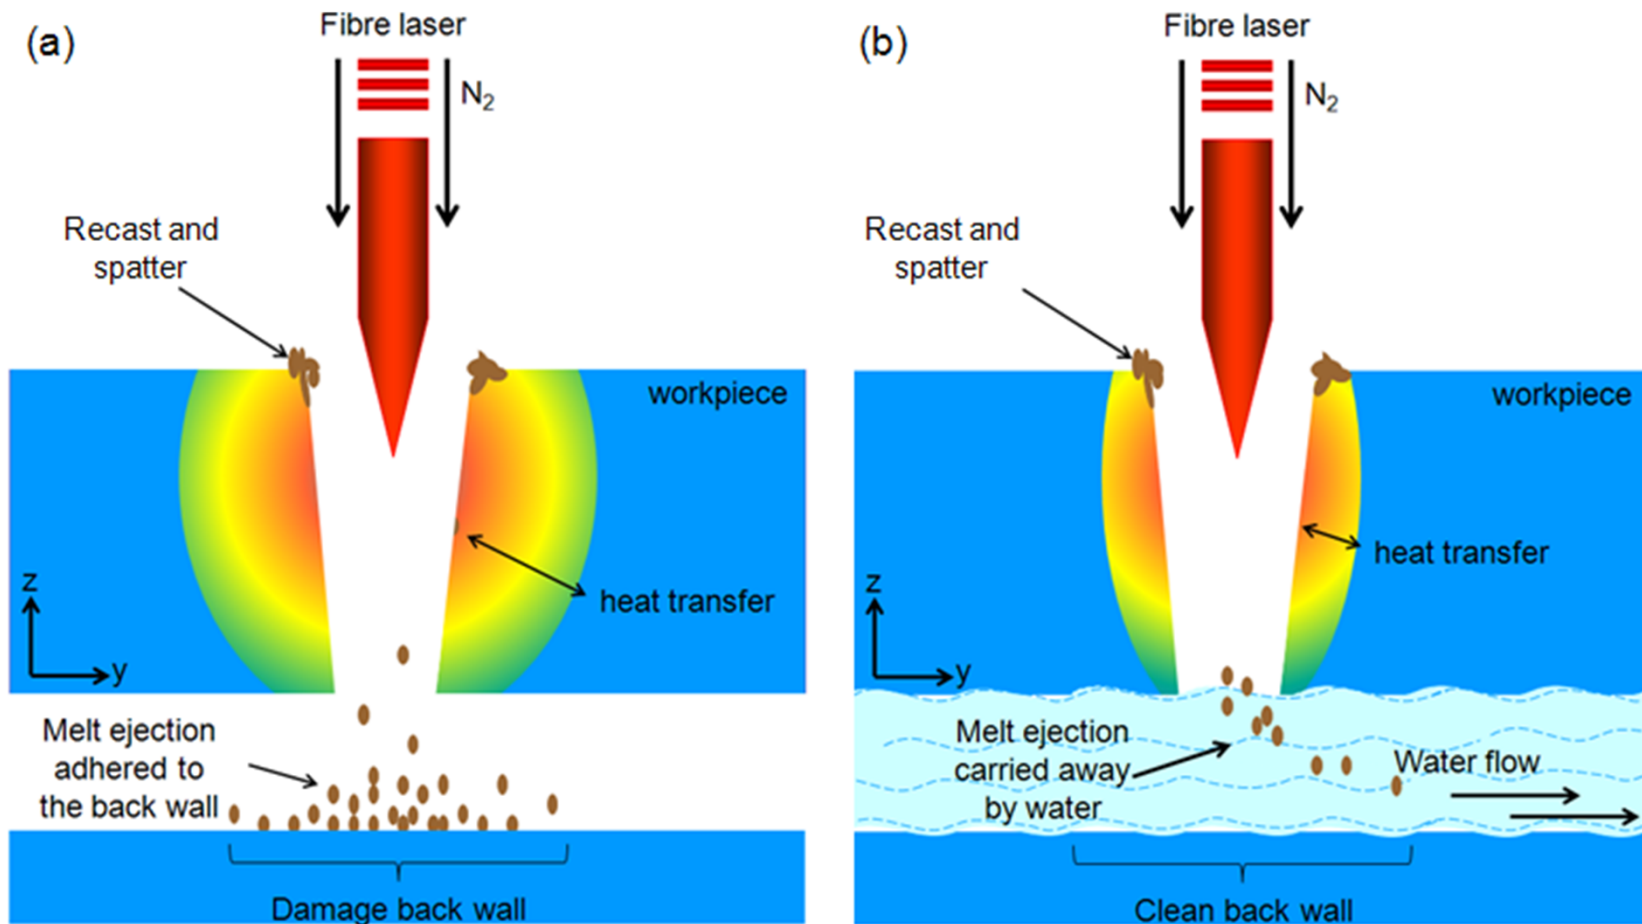 (a)
Fibre laser
N2
Recast and
spatter
workpiece
heat transfer
z
y
Melt ejection
adhered to
the back wall
Damage back wall
(b)
Fibre laser
N2
Recast and
spatter
workpiece
heat transfer
z
y
Melt ejection
carried away
by water
Water flow
Clean back wall